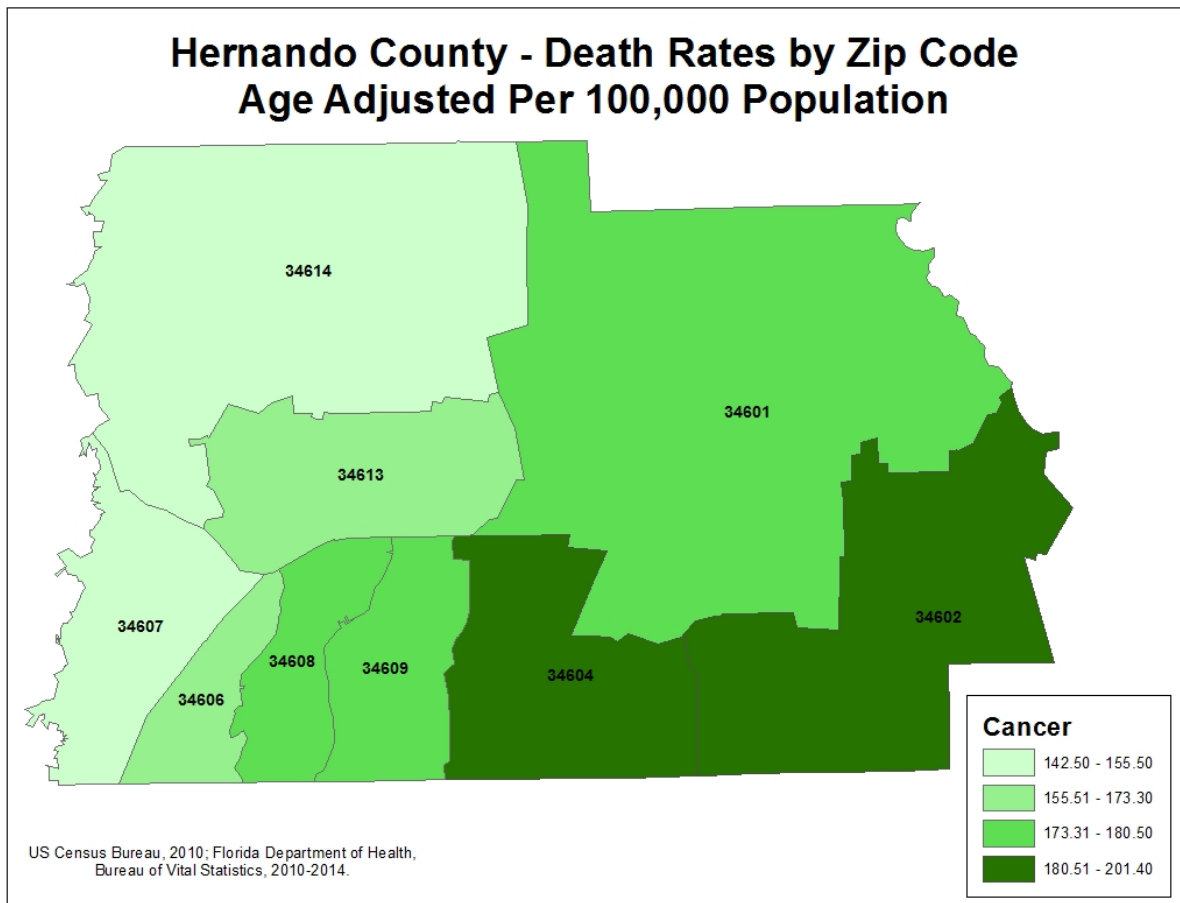 Hernando County - Death Rates by Zip Code
Age Adjusted Per 100,000 Population
34614
34601
34613
34607
34602
34608
34609
34604
34606
Cancer
142.50 - 155.50
155.51 - 173.30
173.31 - 180.50
180.51 - 201.40
US Census Bureau, 2010; Florida Department of Health,
Bureau of Vital Statistics, 2010-2014.